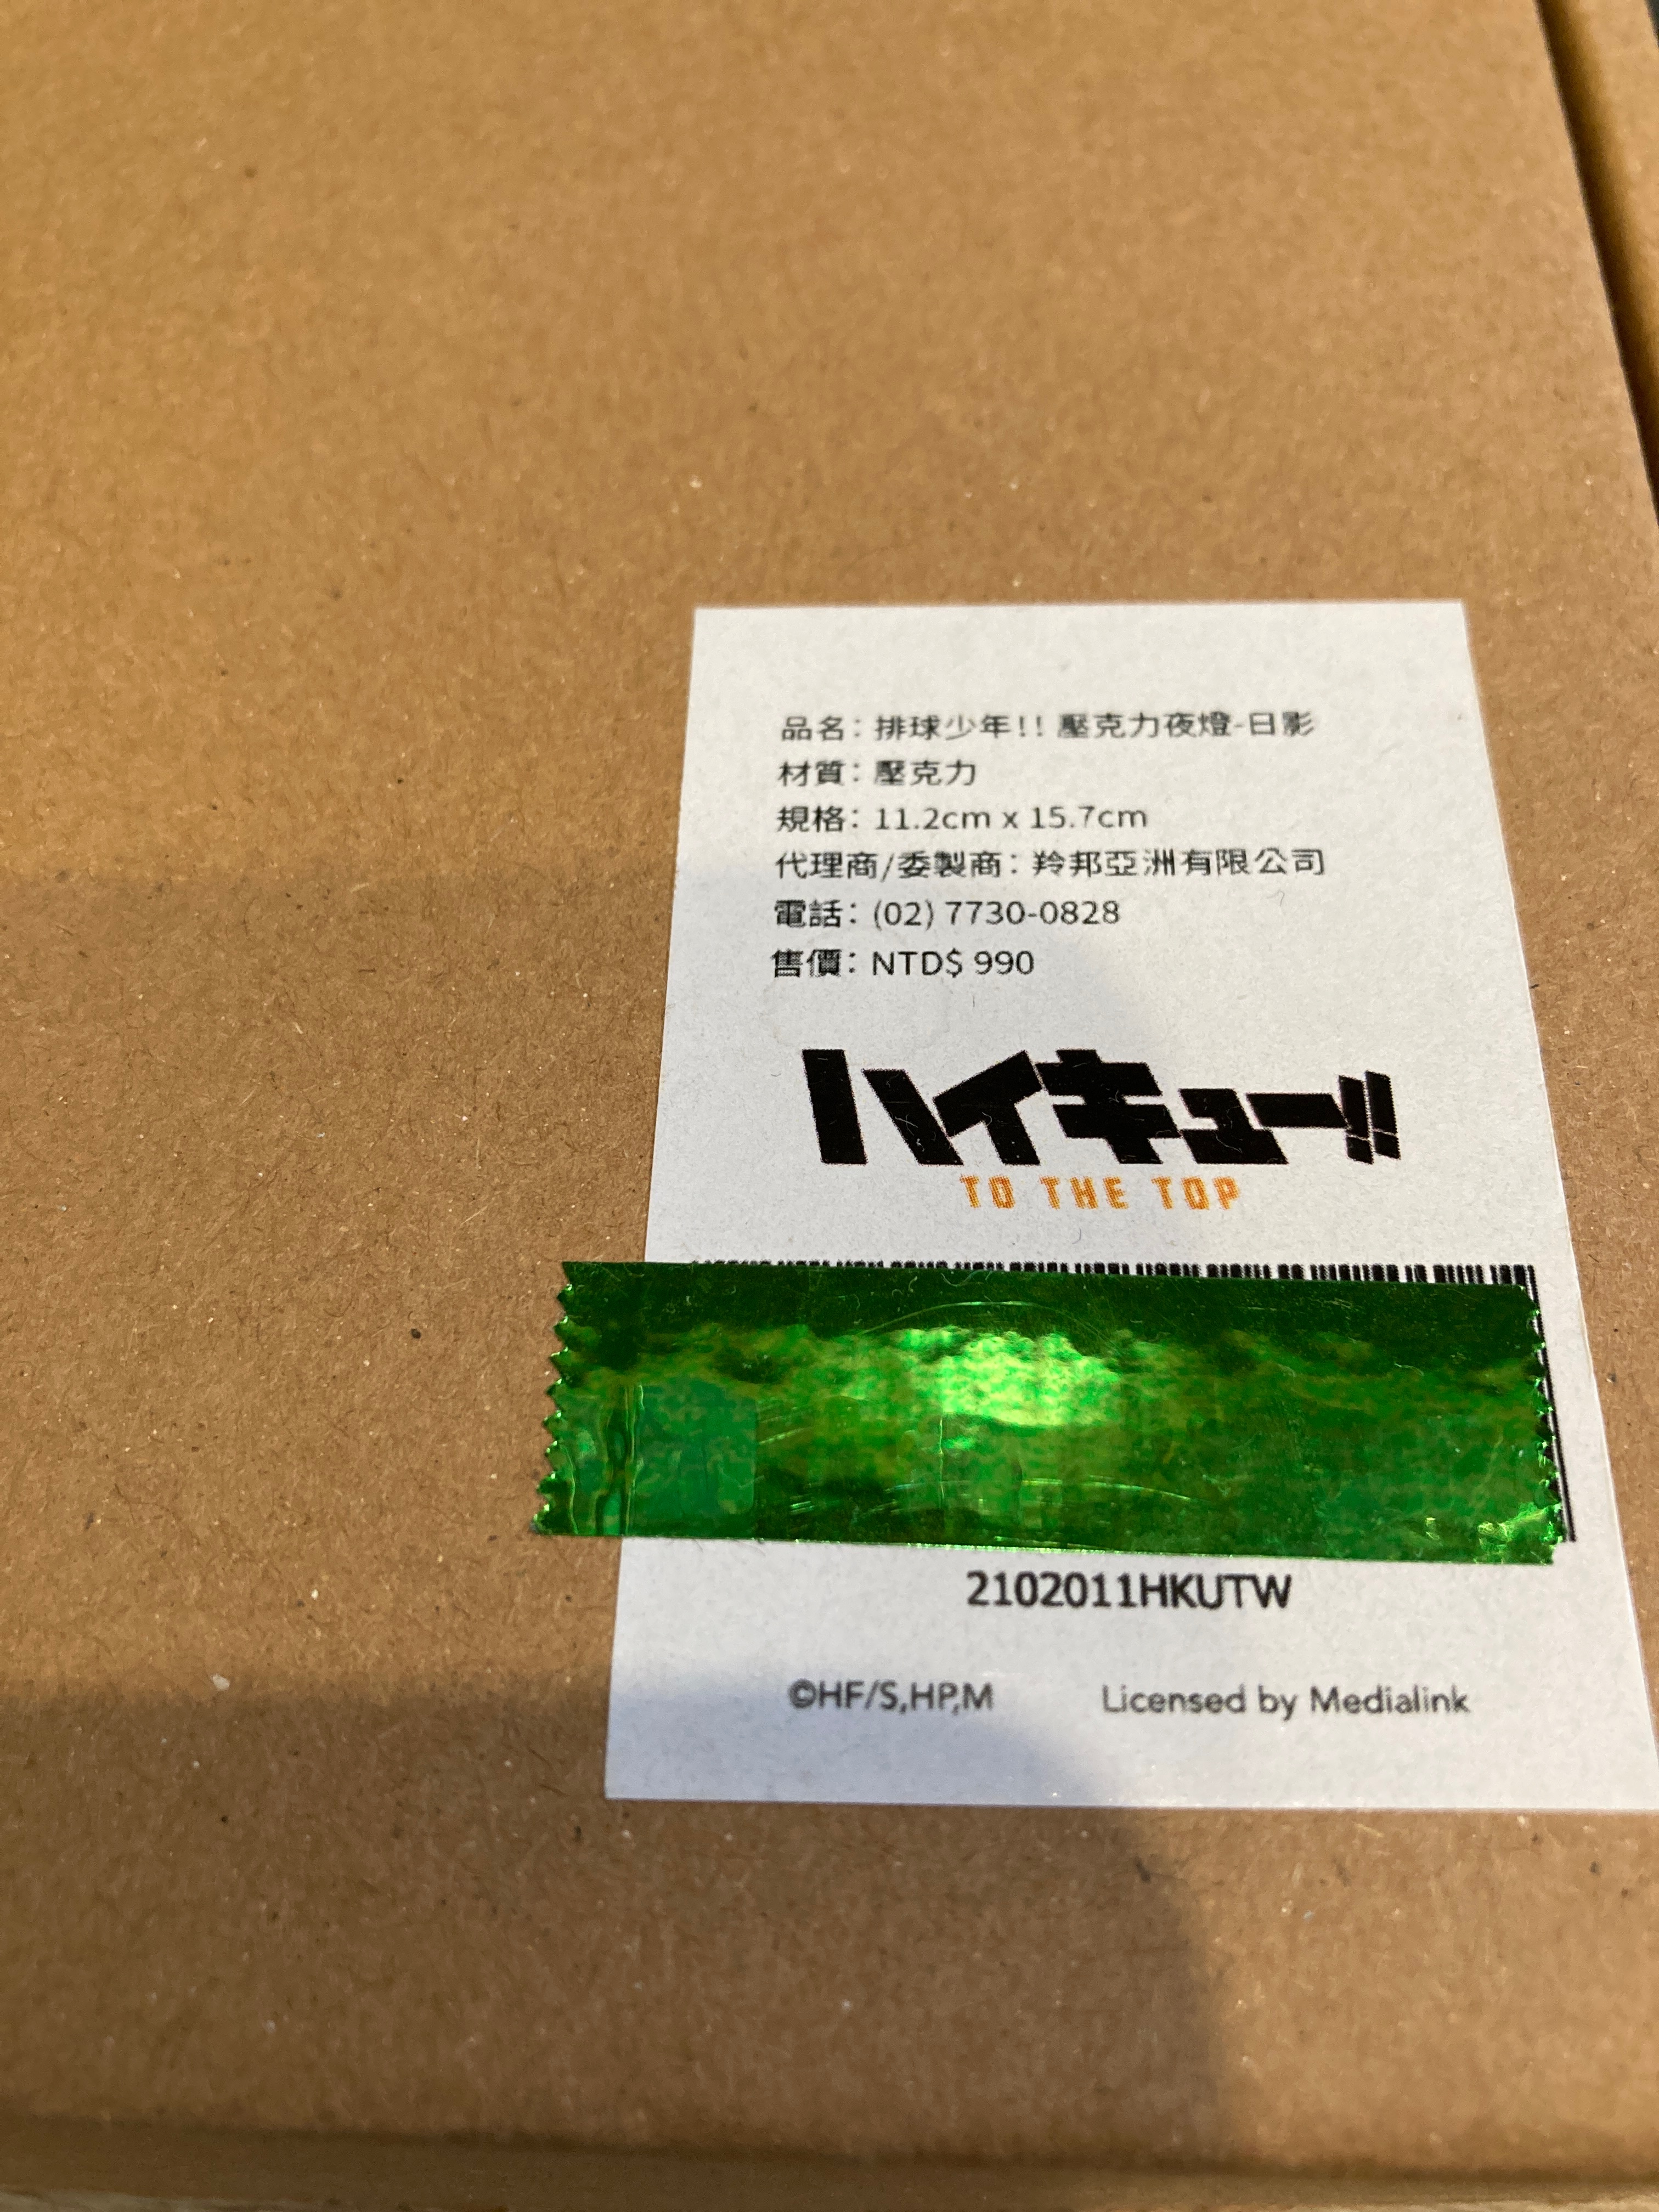 品名：排球少年!! 壓克力夜燈-日影
材質：壓克力
規格：11.2cm x 15.7cm
代理商/委製商：羚邦亞洲有限公司
電話：(02) 7730-0828
售價：NTD$ 990
ハイキュー!!
TO THE TOP
2102011HKUTW
©HF/S,HP,M Licensed by Medialink